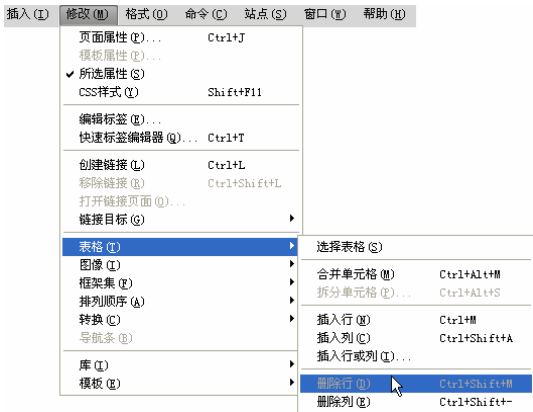 插入(I) 修改(M) 格式(O) 命令(C) 站点(S) 窗口(W) 帮助(H)
页面属性(P)... Ctrl+J
模板属性(P)...
✓ 所选属性(S)
CSS样式(Y) Shift+F11
编辑标签(E)...
快速标签编辑器(Q)... Ctrl+T
创建链接(L) Ctrl+L
移除链接(R) Ctrl+Shift+L
打开链接页面(O)...
链接目标(G)
表格(T)
图像(I)
框架集(F)
排列顺序(A)
转换(C)
导航条(B)
库(I)
模板(E)
选择表格(S)
合并单元格(M) Ctrl+Alt+M
拆分单元格(P)... Ctrl+Alt+S
插入行(N) Ctrl+M
插入列(C) Ctrl+Shift+A
插入行或列(I)...
删除行(D) Ctrl+Shift+M
删除列(E) Ctrl+Shift+-